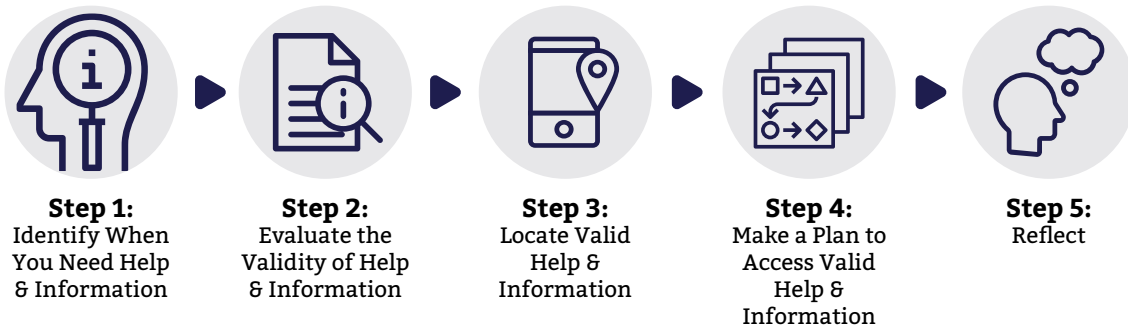 Step 1:
Identify When
You Need Help
& Information
Step 2:
Evaluate the
Validity of Help
& Information
Step 3:
Locate Valid
Help &
Information
Step 4:
Make a Plan to
Access Valid
Help &
Information
Step 5:
Reflect